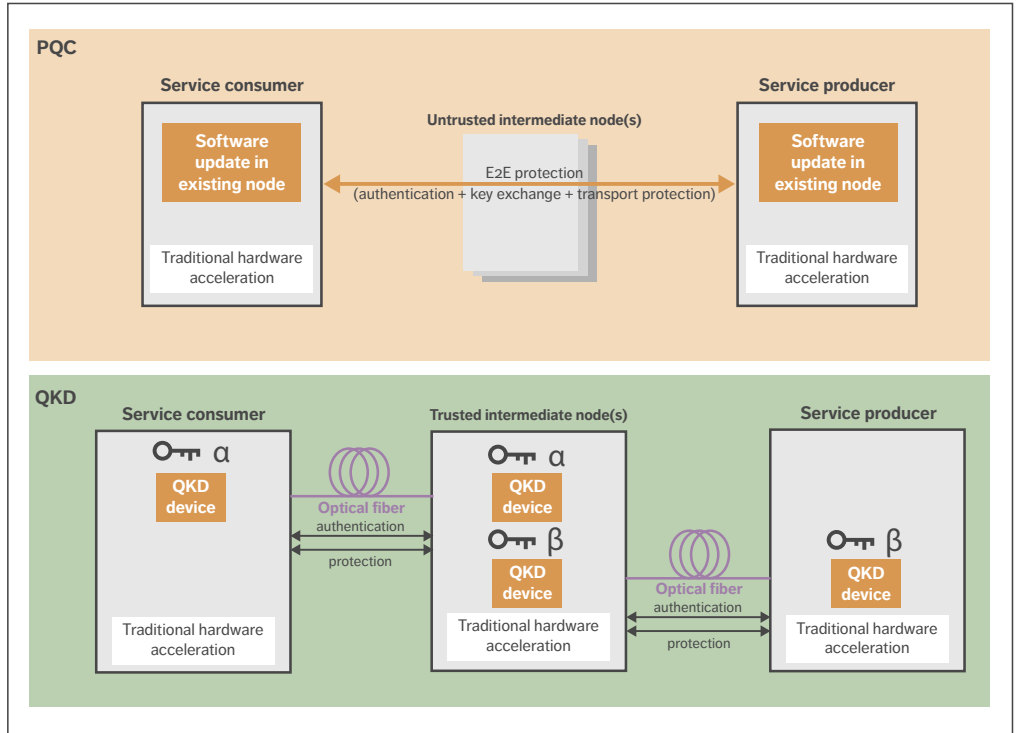 PQC
Service consumer
Service producer
Untrusted intermediate node(s)
Software
update in
existing node
Software
update in
existing node
E2E protection
(authentication + key exchange + transport protection)
Traditional hardware
acceleration
Traditional hardware
acceleration
QKD
Service consumer
Trusted intermediate node(s)
Service producer
α
QKD
device
Optical fiber
authentication
protection
Traditional hardware
acceleration
α
QKD
device
β
QKD
device
Traditional hardware
acceleration
Optical fiber
authentication
protection
β
QKD
device
Traditional hardware
acceleration